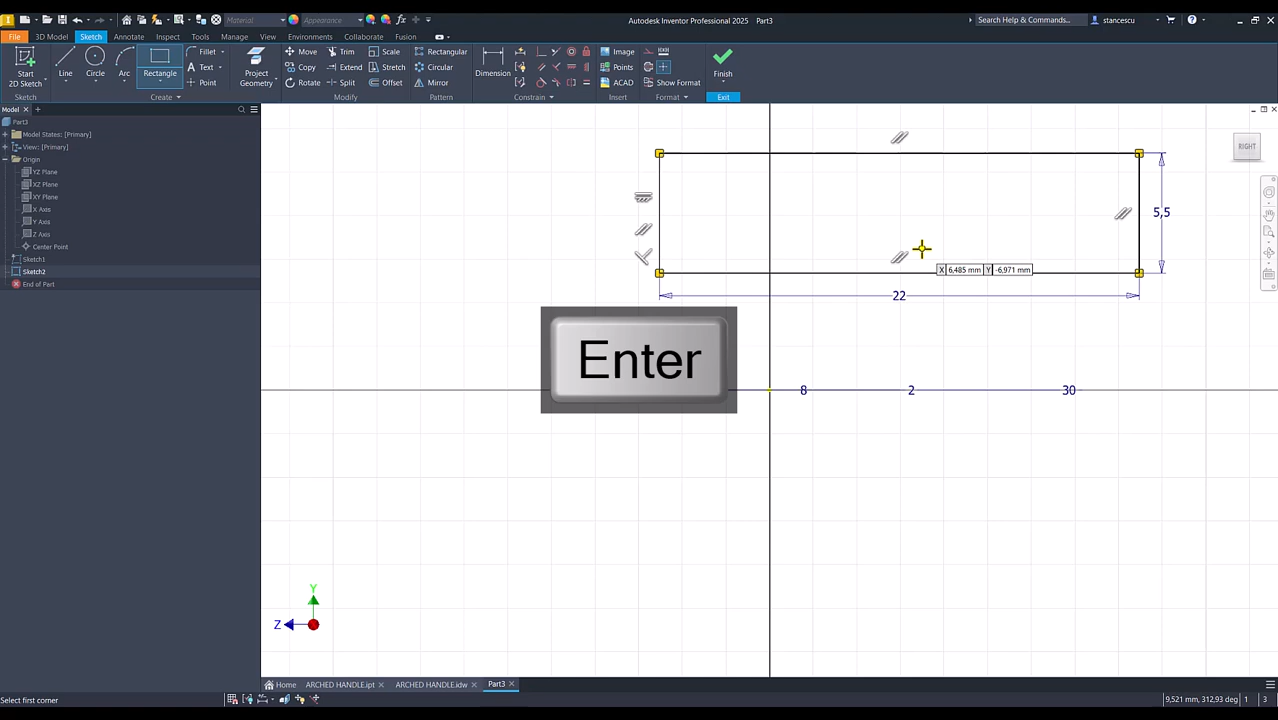 Material
Appearance
Autodesk Inventor Professional 2025 Part3
Search Help & Commands...
stancescu
File
3D Model
Sketch
Annotate
Inspect
Tools
Manage
View
Environments
Collaborate
Fusion
Start
2D Sketch
Line
Circle
Arc
Rectangle
Fillet
Text
Point
Project
Geometry
Move
Copy
Rotate
Trim
Extend
Split
Scale
Stretch
Offset
Rectangular
Circular
Mirror
Dimension
Image
Points
ACAD
Show Format
Finish
Sketch
Create
Modify
Pattern
Constrain
Insert
Format
Exit
Model
Part3
Model States: [Primary]
View: [Primary]
Origin
YZ Plane
XZ Plane
XY Plane
X Axis
Y Axis
Z Axis
Center Point
Sketch1
Sketch2
End of Part
RIGHT
5,5
X 6,485 mm Y -6,971 mm
22
Enter
8 2 30
Y
Z
Home
ARCHED HANDLE.ipt
ARCHED HANDLE.idw
Part3
Select first corner
9,521 mm, 312,93 deg 1 3